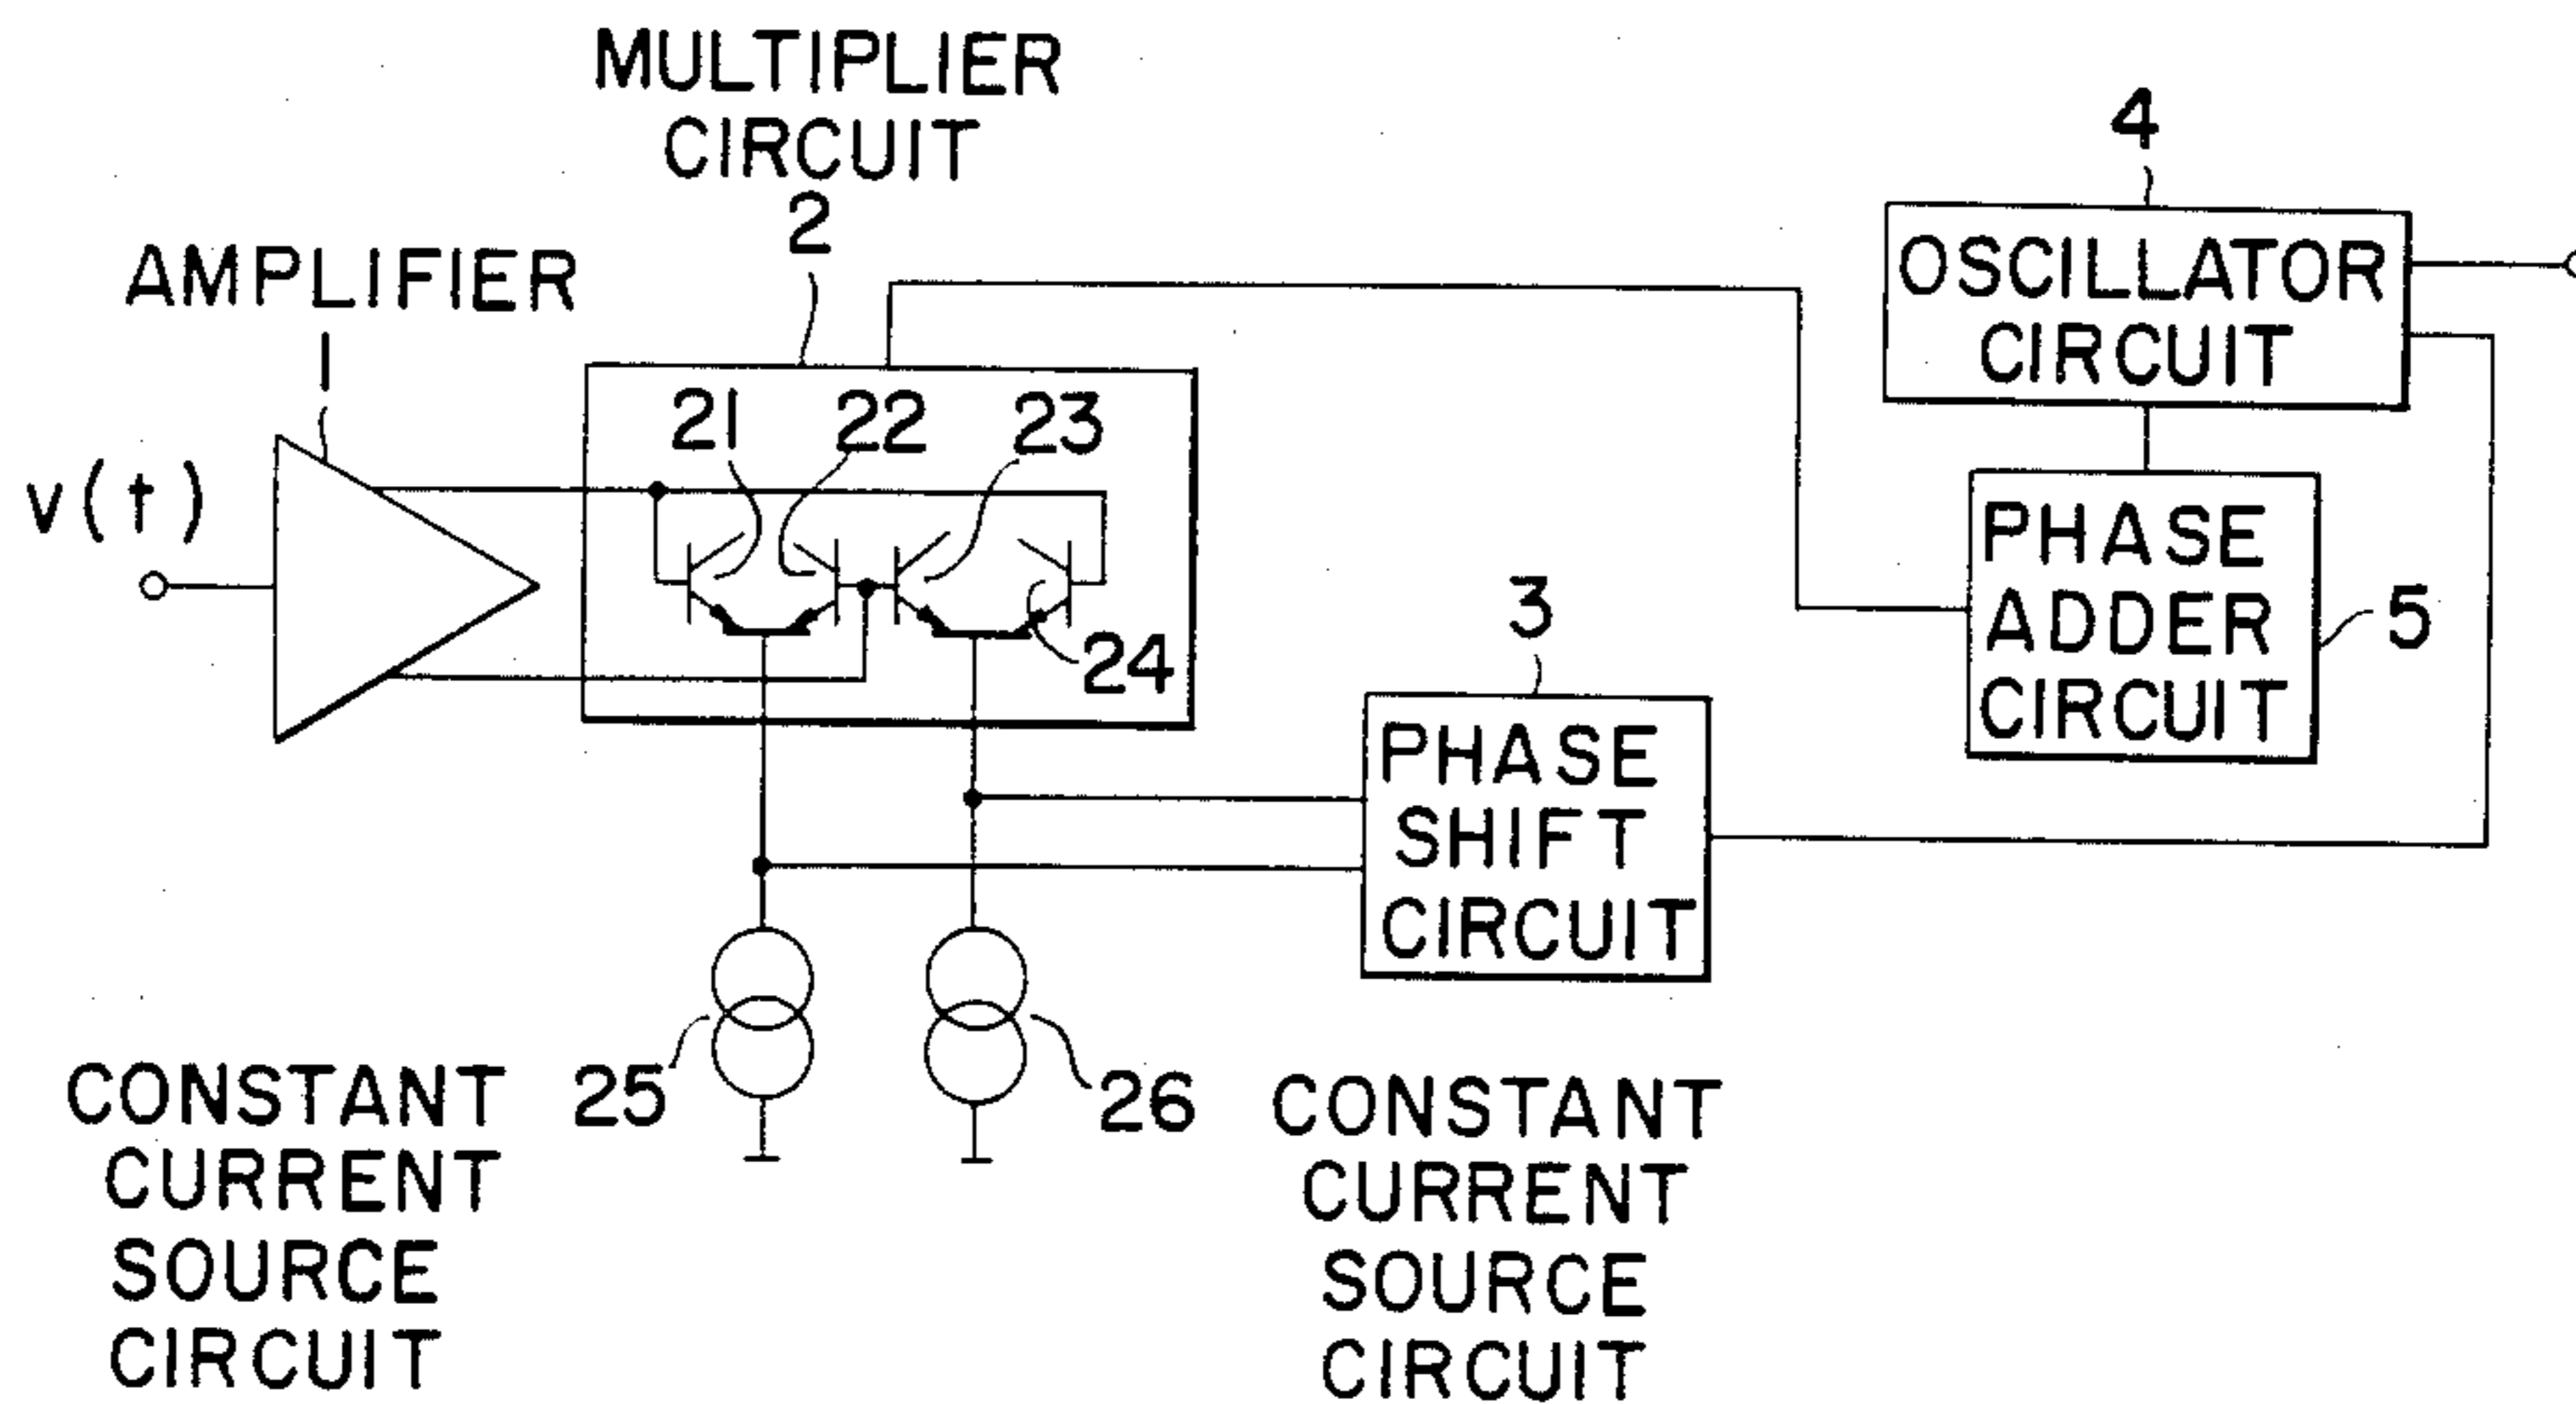 MULTIPLIER
CIRCUIT
2
AMPLIFIER
1
v(t)
21
22
23
24
4
OSCILLATOR
CIRCUIT
PHASE
ADDER
CIRCUIT
5
3
PHASE
SHIFT
CIRCUIT
CONSTANT
CURRENT
SOURCE
CIRCUIT
25
26
CONSTANT
CURRENT
SOURCE
CIRCUIT